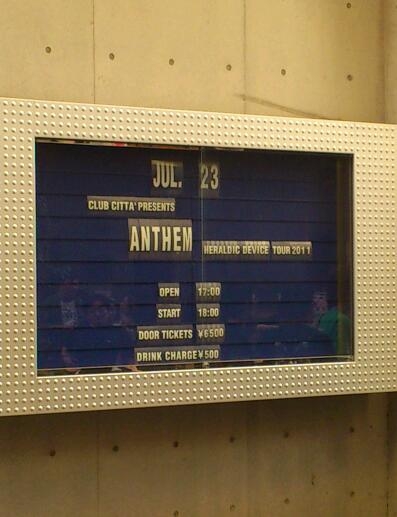 JUL. 23
CLUB CITTA' PRESENTS
ANTHEM HERALDIC DEVICE TOUR 2011
OPEN 17:00
START 18:00
DOOR TICKETS ¥6500
DRINK CHARGE ¥500